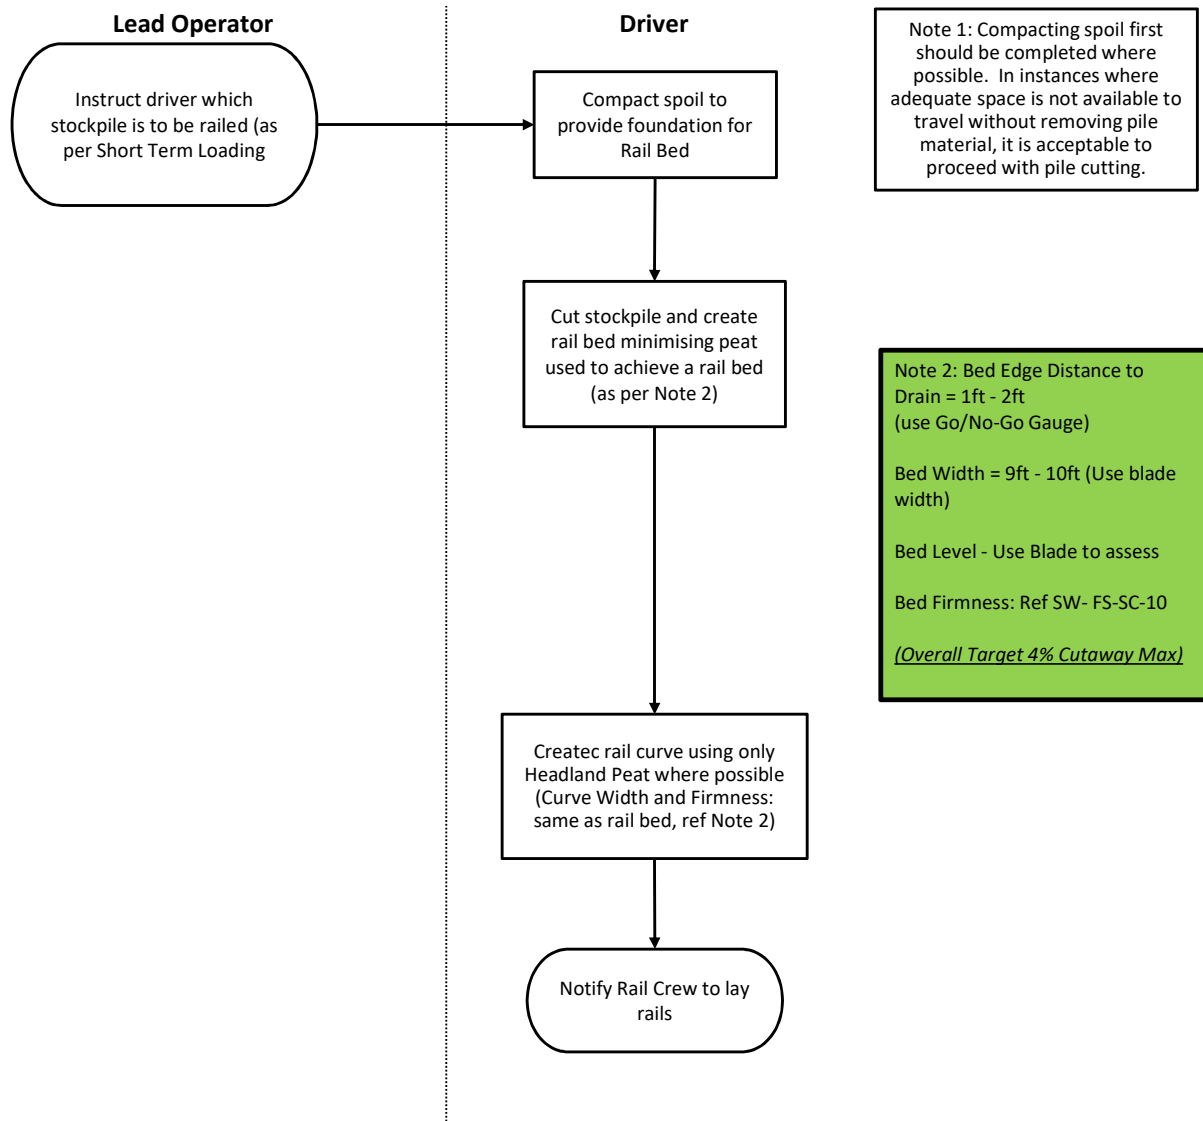 Lead Operator
Driver
Instruct driver which
stockpile is to be railed (as
per Short Term Loading
Compact spoil to
provide foundation for
Rail Bed
Note 1: Compacting spoil first
should be completed where
possible. In instances where
adequate space is not available to
travel without removing pile
material, it is acceptable to
proceed with pile cutting.
Cut stockpile and create
rail bed minimising peat
used to achieve a rail bed
(as per Note 2)
Note 2: Bed Edge Distance to
Drain = 1ft - 2ft
(use Go/No-Go Gauge)
Bed Width = 9ft - 10ft (Use blade
width)
Bed Level - Use Blade to assess
Bed Firmness: Ref SW- FS-SC-10
(Overall Target 4% Cutaway Max)
Createc rail curve using only
Headland Peat where possible
(Curve Width and Firmness:
same as rail bed, ref Note 2)
Notify Rail Crew to lay
rails